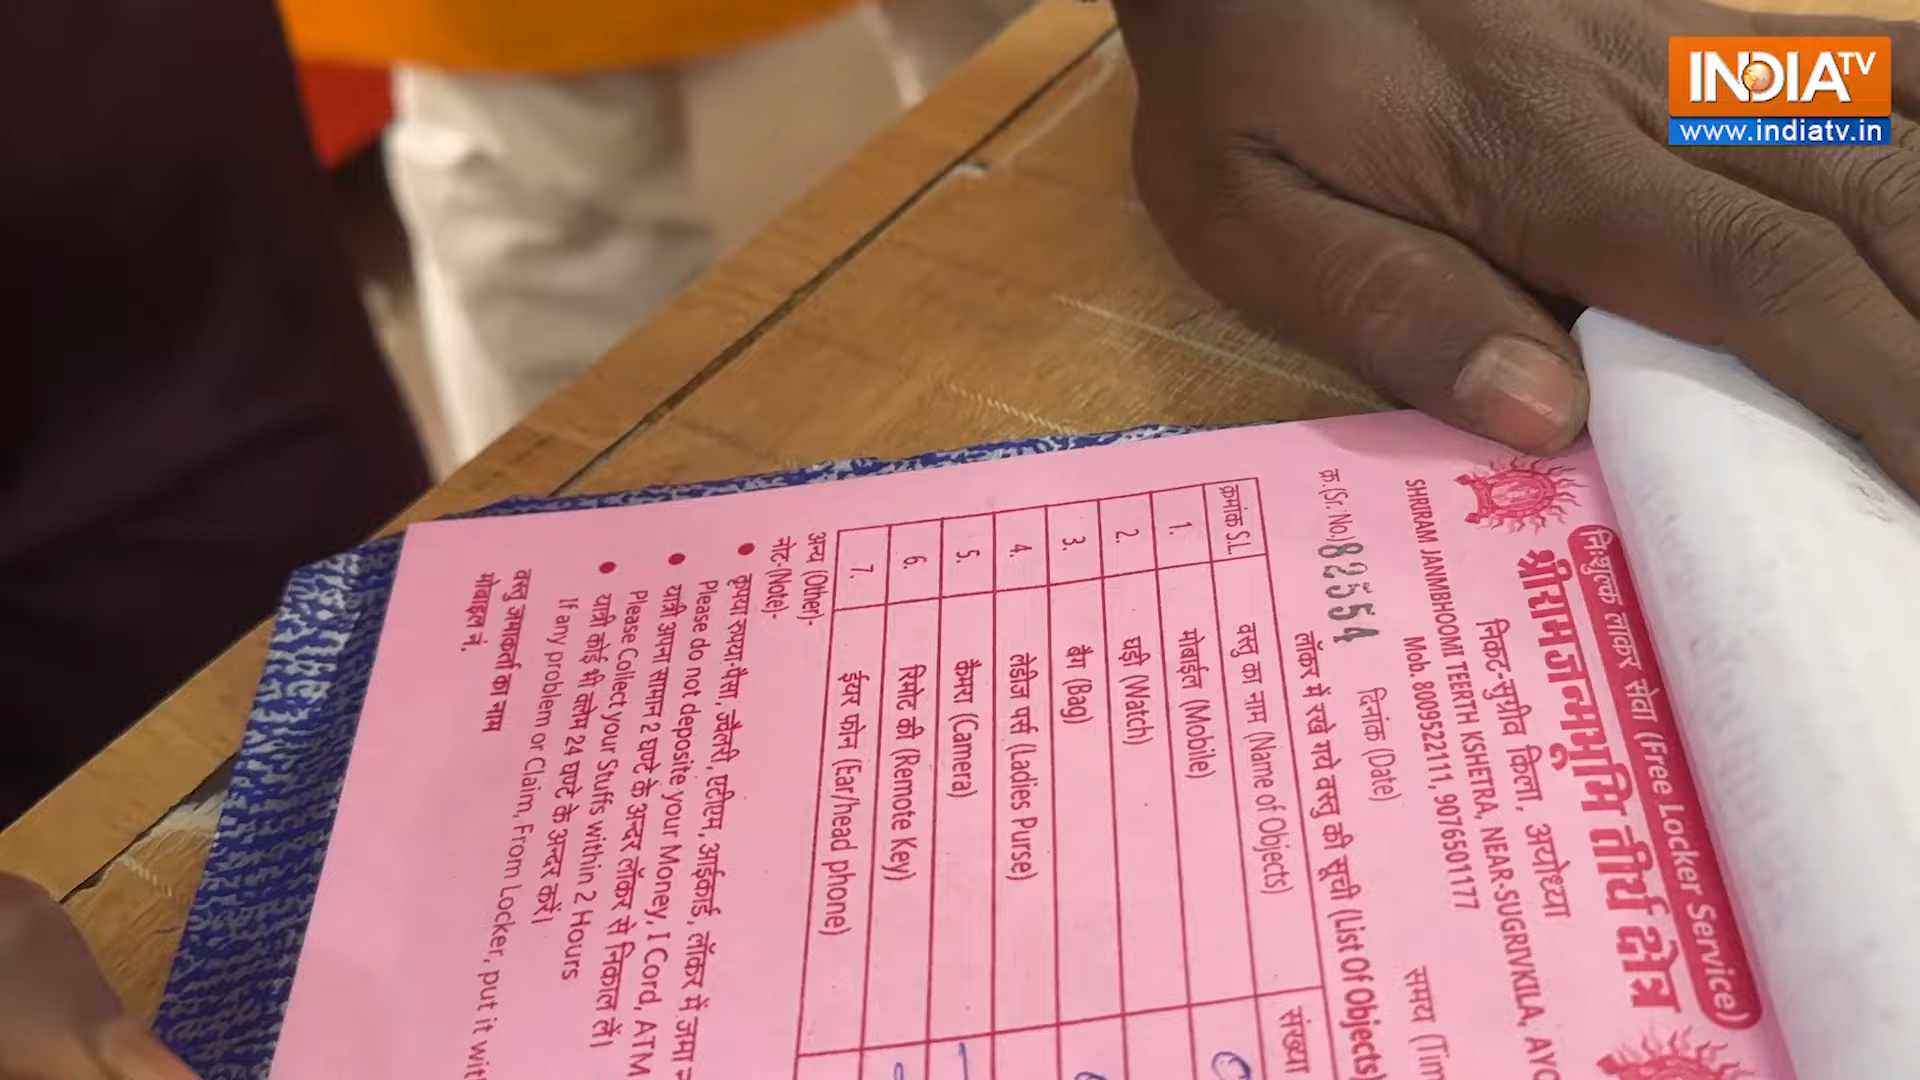 INDIA TV
www.indiatv.in
निःशुल्क लाकर सेवा (Free Locker Service)
श्रीरामजन्मभूमि तीर्थ क्षेत्र
निकट-सुग्रीव किला, अयोध्या
SHRIRAM JANMBHOOMI TEERTH KSHETRA, NEAR-SUGRIVKILA, AYO
Mob. 8009522111, 9076501177
क्र.(Sr. No.) 82554 दिनांक (Date) समय (Tim
लॉकर में रखे गये वस्तु की सूची (List Of Objects)
क्रमांक S.L. वस्तु का नाम (Name of Objects) संख्या
1. मोबाईल (Mobile)
2 घड़ी (Watch)
3. बैग (Bag)
4. लेडीज पर्स (Ladies Purse)
5. कैमरा (Camera)
6. रिमोट की (Remote Key)
7. ईयर फोन (Ear/head phone)
अन्य (Other)-
नोट-(Note)-
• कृपया रुपया-पैसा, जैलरी, एटीएम, आईकार्ड, लॉकर में जमा न
Please do not deposite your Money, I Cord, ATM
• यात्री अपना सामान 2 घण्टे के अन्दर लॉकर से निकाल लें।
Please Collect your Stuffs within 2 Hours
• यात्री कोई भी क्लेम 24 घण्टे के अन्दर करें।
If any problem or Claim, From Locker, put it with
वस्तु जमाकर्ता का नाम
मोबाइल नं.